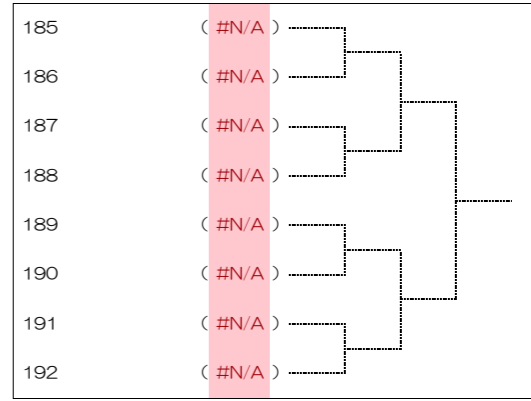 185 ( #N/A )
186 ( #N/A )
187 ( #N/A )
188 ( #N/A )
189 ( #N/A )
190 ( #N/A )
191 ( #N/A )
192 ( #N/A )